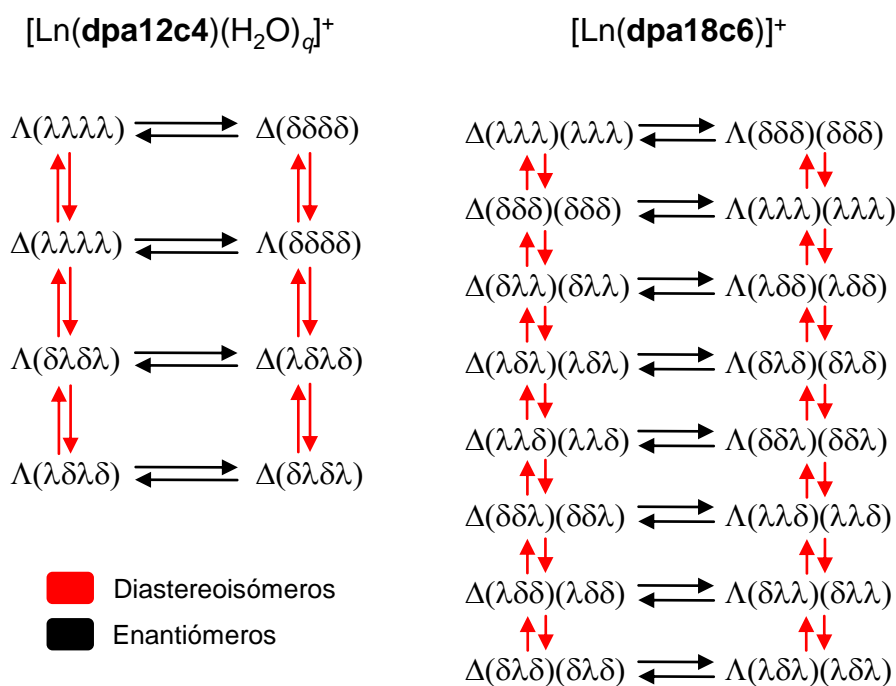 [Ln(dpa12c4)(H₂O)q]⁺
Λ(λλλλ) Δ(δδδδ)
Δ(λλλλ) Λ(δδδδ)
Λ(δλδλ) Δ(λδλδ)
Λ(λδλδ) Δ(δλδλ)
Diastereoisómeros
Enantiómeros
[Ln(dpa18c6)]⁺
Δ(λλλ)(λλλ) Λ(δδδ)(δδδ)
Δ(δδδ)(δδδ) Λ(λλλ)(λλλ)
Δ(δλλ)(δλλ) Λ(λδδ)(λδδ)
Δ(λδλ)(λδλ) Λ(δλδ)(δλδ)
Δ(λλδ)(λλδ) Λ(δδλ)(δδλ)
Δ(δδλ)(δδλ) Λ(λλδ)(λλδ)
Δ(λδδ)(λδδ) Λ(δλλ)(δλλ)
Δ(δλδ)(δλδ) Λ(λδλ)(λδλ)